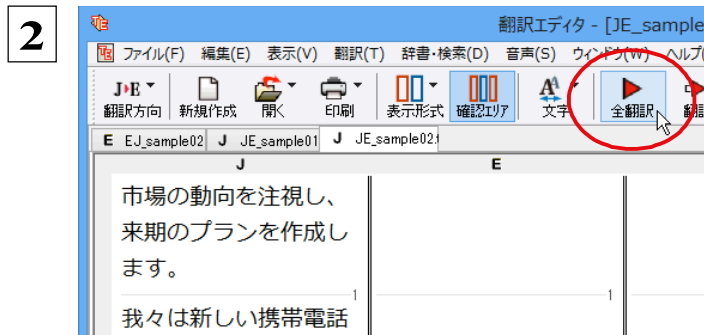 2
翻訳エディタ - [JE_sample
ファイル(F) 編集(E) 表示(V) 翻訳(T) 辞書・検索(D) 音声(S) ウィンドウ(W) ヘルプ(
J▸E
翻訳方向 新規作成 開く 印刷 表示形式 確認エリア 文字 全翻訳
E EJ_sample02 J JE_sample01 J JE_sample02.
J E
市場の動向を注視し、
来期のプランを作成し
ます。
1 1
我々は新しい携帯電話